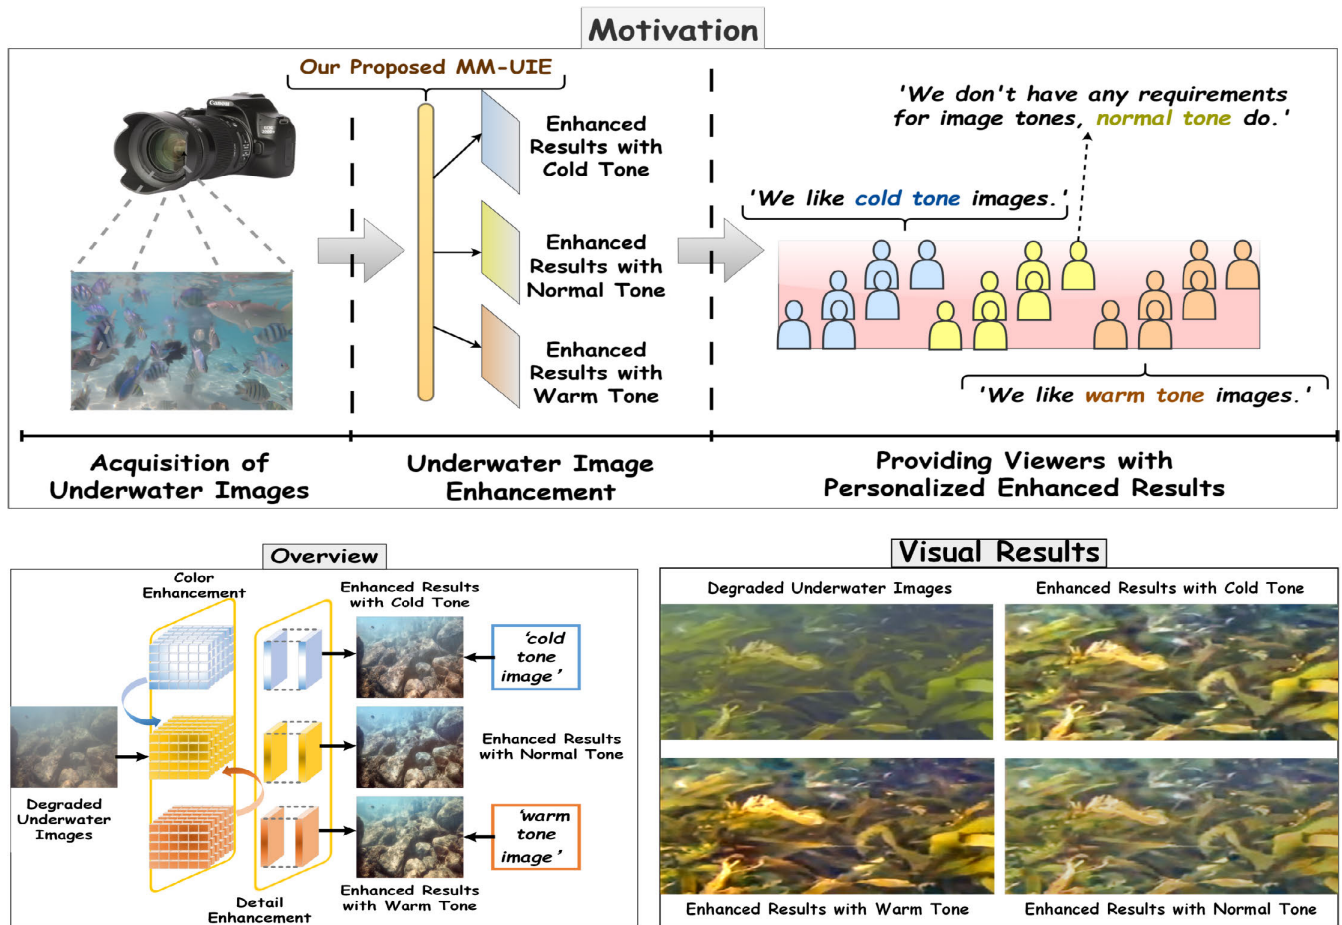 Motivation
Our Proposed MM-UIE
Canon
Enhanced
Results with
Cold Tone
Enhanced
Results with
Normal Tone
Enhanced
Results with
Warm Tone
'We don't have any requirements
for image tones, normal tone do.'
'We like cold tone images.'
'We like warm tone images.'
Acquisition of
Underwater Images
Underwater Image
Enhancement
Providing Viewers with
Personalized Enhanced Results
Overview
Color
Enhancement
Enhanced Results
with Cold Tone
'cold
tone
image'
Degraded
Underwater
Images
Enhanced Results
with Normal Tone
'warm
tone
image'
Detail
Enhancement
Enhanced Results
with Warm Tone
Visual Results
Degraded Underwater Images
Enhanced Results with Cold Tone
Enhanced Results with Warm Tone
Enhanced Results with Normal Tone